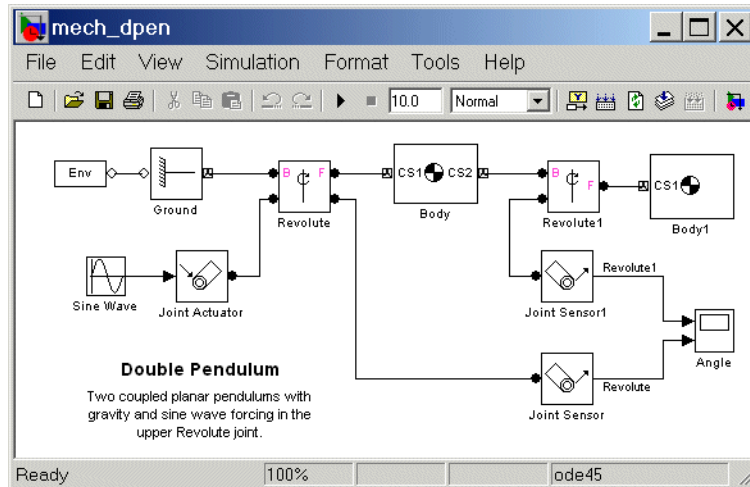 mech_dpen
File Edit View Simulation Format Tools Help
10.0 Normal
Env
Ground
B F
Revolute
CS1 CS2
Body
B F
Revolute1
CS1
Body1
Sine Wave
Joint Actuator
Revolute1
Joint Sensor1
Angle
Revolute
Joint Sensor
Double Pendulum
Two coupled planar pendulums with
gravity and sine wave forcing in the
upper Revolute joint.
Ready 100% ode45